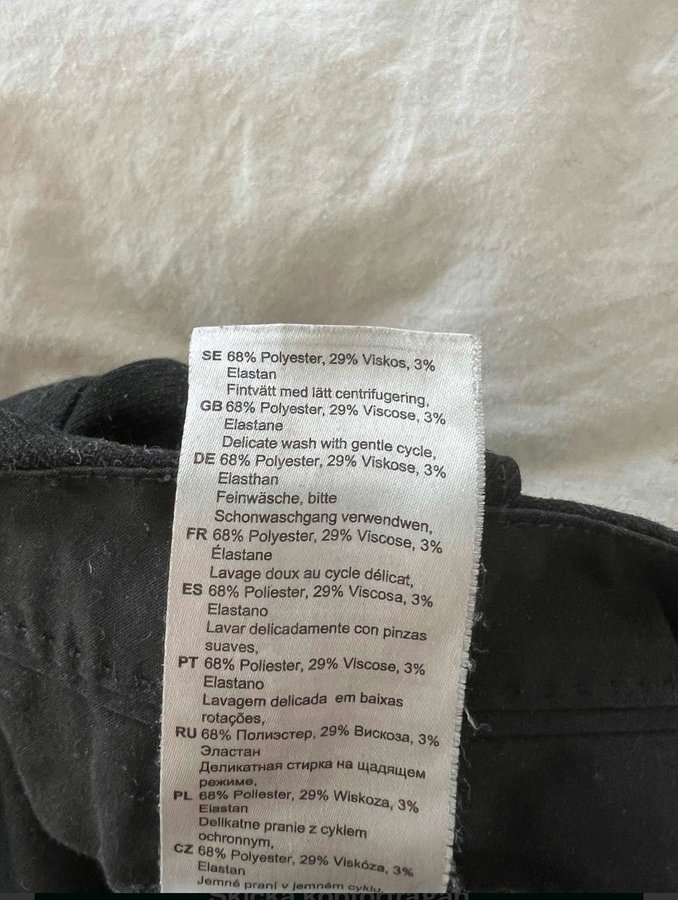 SE 68% Polyester, 29% Viskos, 3%
Elastan
Fintvätt med lätt centrifugering,
GB 68% Polyester, 29% Viscose, 3%
Elastane
Delicate wash with gentle cycle,
DE 68% Polyester, 29% Viskose, 3%
Elasthan
Feinwäsche, bitte
Schonwaschgang verwendwen,
FR 68% Polyester, 29% Viscose, 3%
Élastane
Lavage doux au cycle délicat,
ES 68% Poliester, 29% Viscosa, 3%
Elastano
Lavar delicadamente con pinzas
suaves,
PT 68% Poliester, 29% Viscose, 3%
Elastano
Lavagem delicada em baixas
rotações,
RU 68% Полиэстер, 29% Вискоза, 3%
Эластан
Деликатная стирка на щадящем
режиме,
PL 68% Poliester, 29% Wiskoza, 3%
Elastan
Delikatne pranie z cyklem
ochronnym,
CZ 68% Polyester, 29% Viskóza, 3%
Elastan
Jemné praní v jemném cyklu,